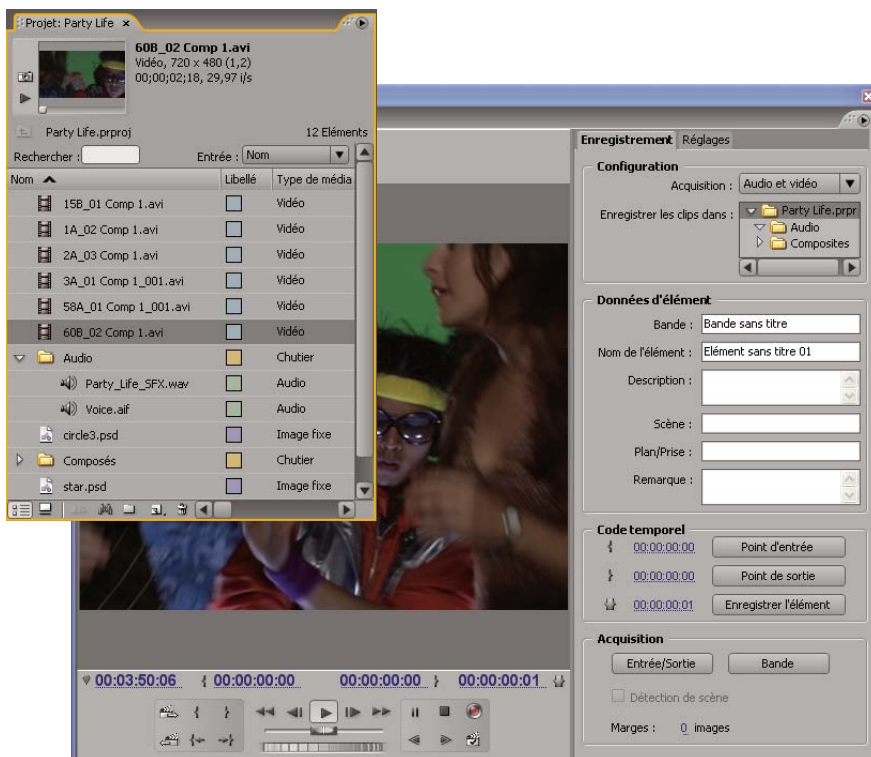 Projet: Party Life ×
60B_02 Comp 1.avi
Vidéo, 720 x 480 (1,2)
00;00;02;18, 29,97 i/s
Party Life.prproj
12 Eléments
Rechercher :
Entrée : Nom
Nom
Libellé
Type de média
15B_01 Comp 1.avi
Vidéo
1A_02 Comp 1.avi
Vidéo
2A_03 Comp 1.avi
Vidéo
3A_01 Comp 1_001.avi
Vidéo
58A_01 Comp 1_001.avi
Vidéo
60B_02 Comp 1.avi
Vidéo
Audio
Chutier
Party_Life_SFX.wav
Audio
Voice.aif
Audio
circle3.psd
Image fixe
Composés
Chutier
star.psd
Image fixe
Enregistrement
Réglages
Configuration
Acquisition : Audio et vidéo
Enregistrer les clips dans :
Party Life.prpr
Audio
Composites
Données d'élément
Bande : Bande sans titre
Nom de l'élément : Elément sans titre 01
Description :
Scène :
Plan/Prise :
Remarque :
Code temporel
00:00:00:00 Point d'entrée
00:00:00:00 Point de sortie
00:00:00:01 Enregistrer l'élément
Acquisition
Entrée/Sortie
Bande
Détection de scène
Marges : 0 images
00:03:50:06 { 00:00:00:00 00:00:00:00 } 00:00:00:01